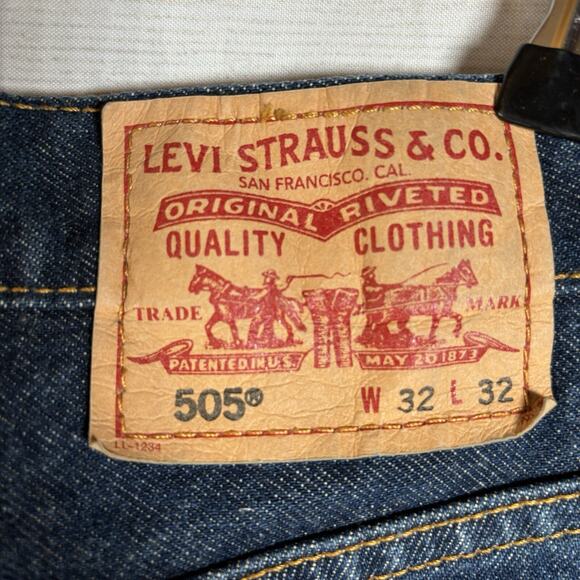 LEVI STRAUSS & CO.
SAN FRANCISCO, CAL.
ORIGINAL RIVETED
QUALITY CLOTHING
TRADE MARK
PATENTED IN U.S. MAY 20 1873
505® W 32 L 32
LL-1234